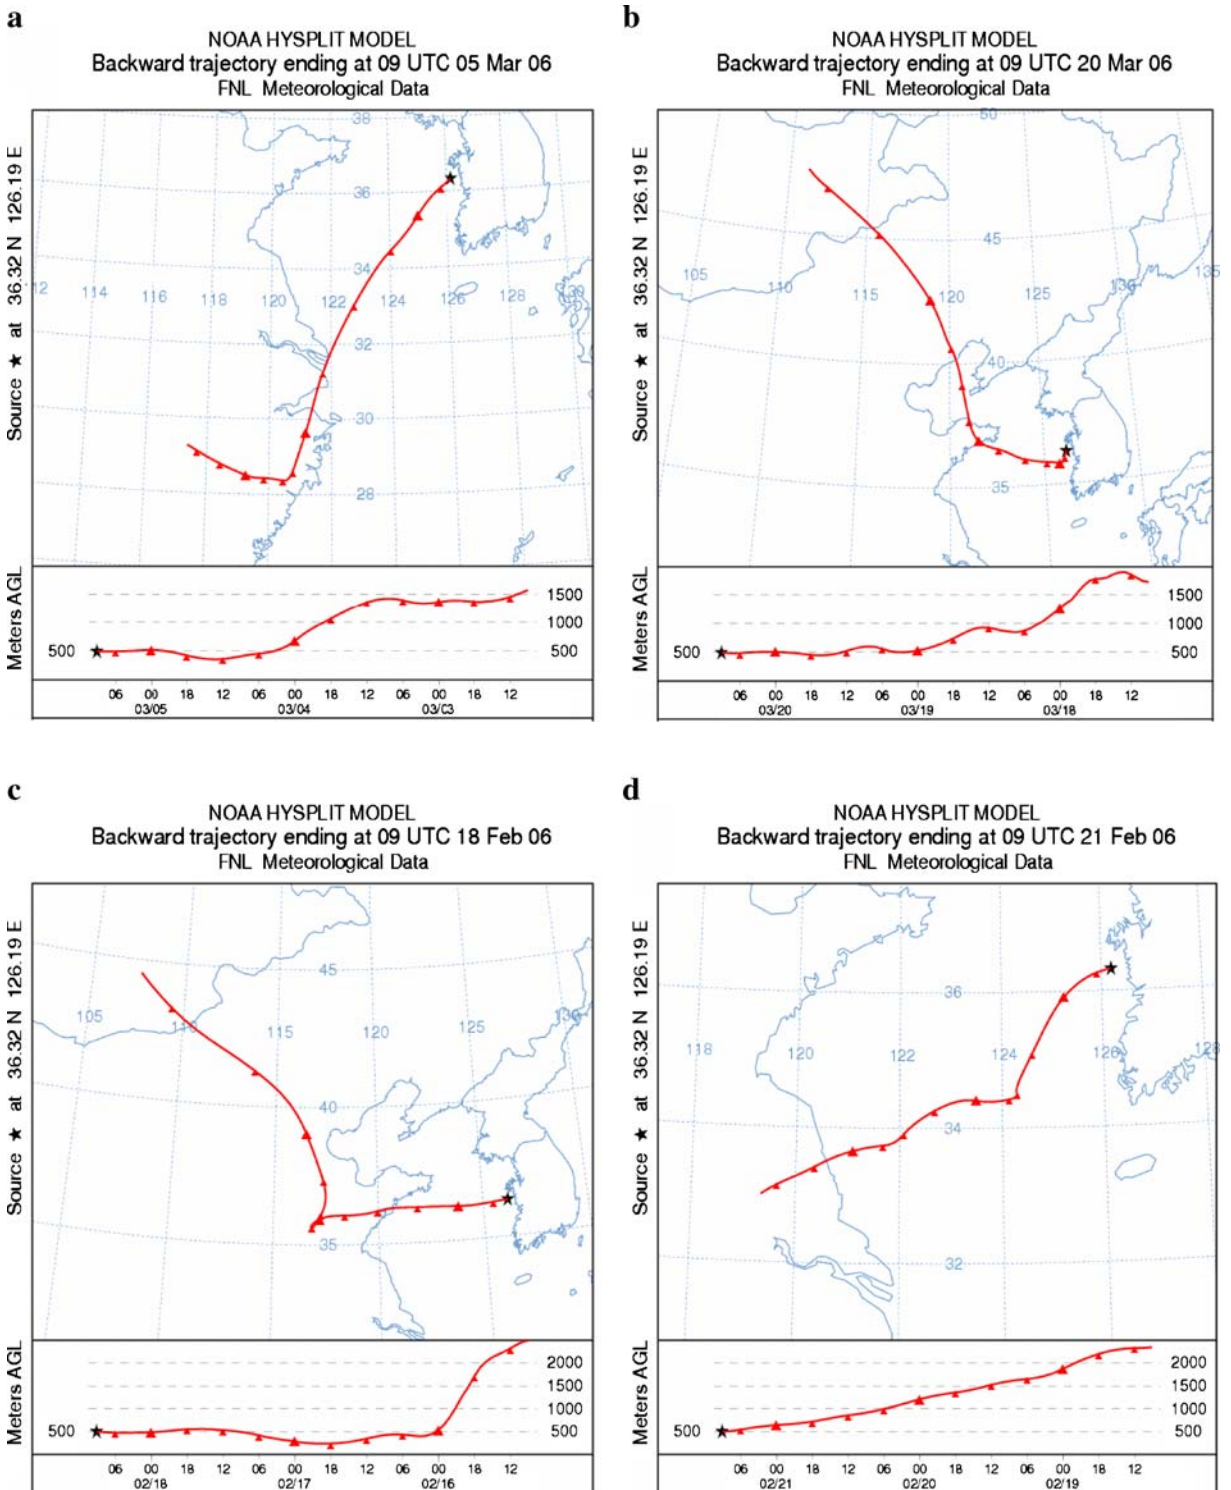 a
NOAA HYSPLIT MODEL
Backward trajectory ending at 09 UTC 05 Mar 06
FNL Meteorological Data
Source ★ at 36.32 N 126.19 E
38
36
34
112 114 116 118 120 122 124 126 128 130
32
30
28
Meters AGL
1500
1000
500 500
06 00 18 12 06 00 18 12 06 00 18 12
03/05 03/04 03/03
b
NOAA HYSPLIT MODEL
Backward trajectory ending at 09 UTC 20 Mar 06
FNL Meteorological Data
Source ★ at 36.32 N 126.19 E
50
45
105 110 115 120 125 130 135
40
35
Meters AGL
1500
1000
500 500
06 00 18 12 06 00 18 12 06 00 18 12
03/20 03/19 03/18
c
NOAA HYSPLIT MODEL
Backward trajectory ending at 09 UTC 18 Feb 06
FNL Meteorological Data
Source ★ at 36.32 N 126.19 E
45
105 110 115 120 125 130
40
35
Meters AGL
2000
1500
1000
500 500
06 00 18 12 06 00 18 12 06 00 18 12
02/18 02/17 02/16
d
NOAA HYSPLIT MODEL
Backward trajectory ending at 09 UTC 21 Feb 06
FNL Meteorological Data
Source ★ at 36.32 N 126.19 E
36
118 120 122 124 126 128
34
32
Meters AGL
2000
1500
1000
500 500
06 00 18 12 06 00 18 12 06 00 18 12
02/21 02/20 02/19